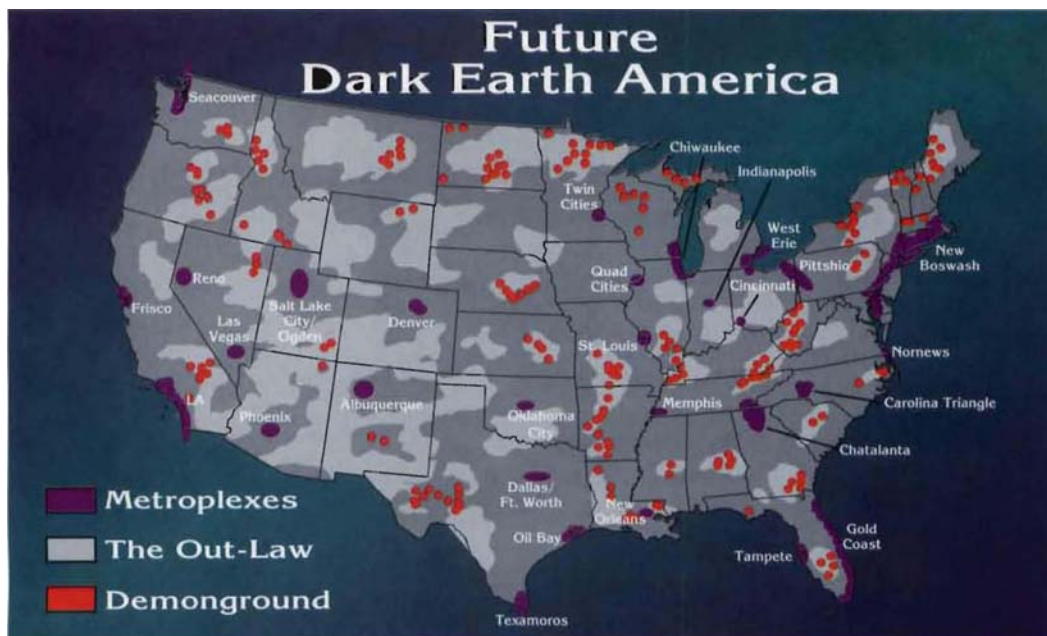 Future
Dark Earth America
Seacouver
Chiwaukee
Indianapolis
Twin
Cities
West
Erie
New
Boswash
Pittshio
Quad
Cities
Cincinnati
Reno
Frisco
Salt Lake
City/
Ogden
Las
Vegas
Denver
St. Louis
Nornews
LA
Phoenix
Albuquerque
Oklahoma
City
Memphis
Carolina Triangle
Chatalanta
Dallas/
Ft. Worth
New
Orleans
Oil Bay
Gold
Coast
Tampete
Texamoros
Metroplexes
The Out-Law
Demonground